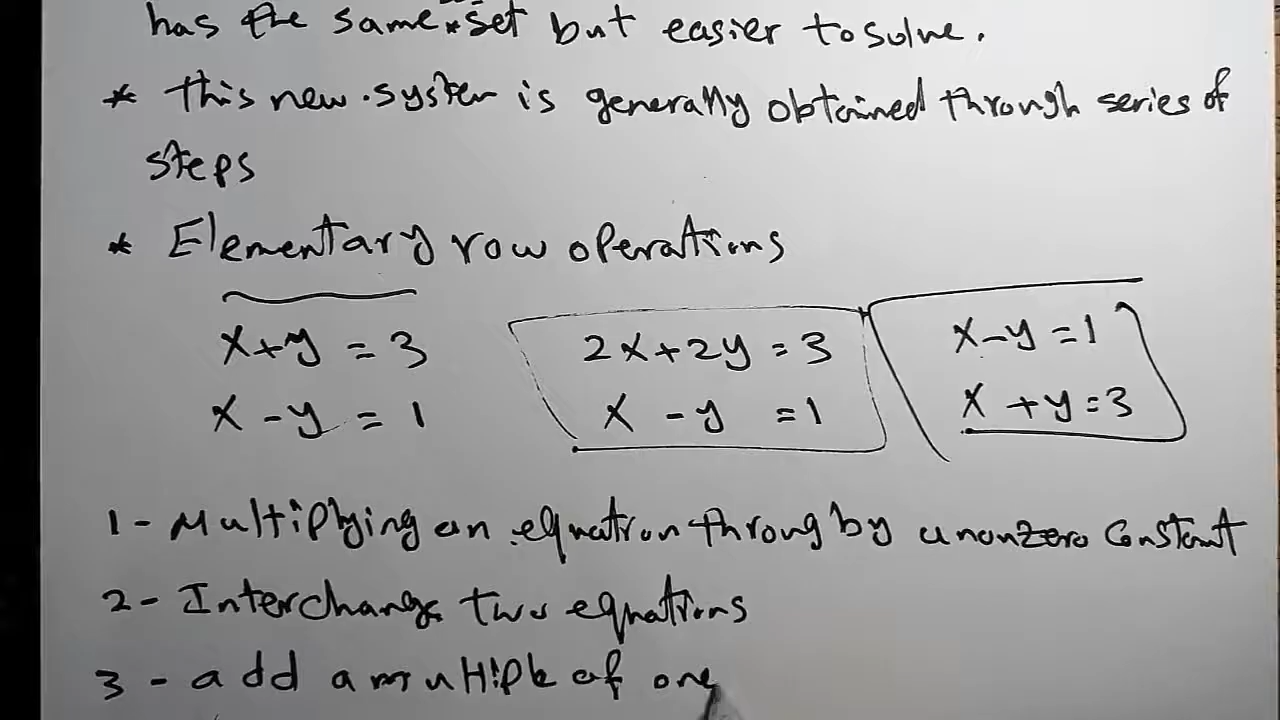 has the same set but easier to solve.
* this new system is generally obtained through series of
steps
* Elementary row operations
x+y = 3 2x+2y = 3 x-y = 1
x-y = 1 x - y = 1 x + y = 3
1- Multiplying an equation throug by a nonzero constant
2- Interchange two equations
3- add a multiple of one